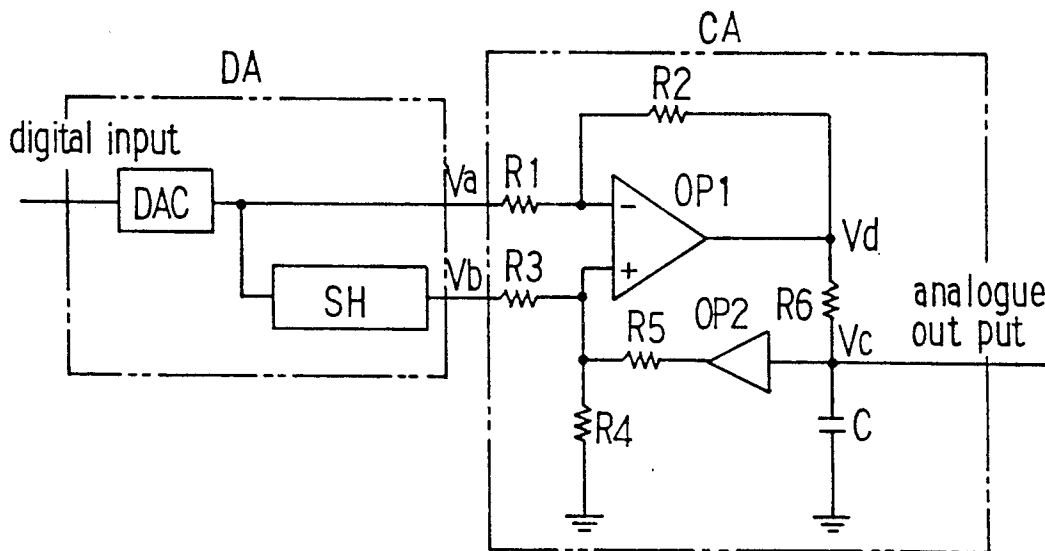 CA
DA
R2
digital input
DAC
Va
R1
OP1
−
Vd
Vb
R3
+
SH
R5
OP2
R6
analogue
out put
Vc
R4
C